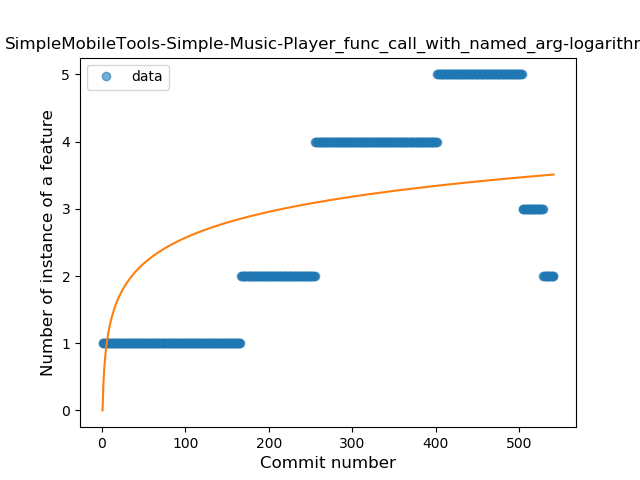 SimpleMobileTools-Simple-Music-Player_func_call_with_named_arg-logarithr
data
Number of instance of a feature
5
4
3
2
1
0
0 100 200 300 400 500
Commit number